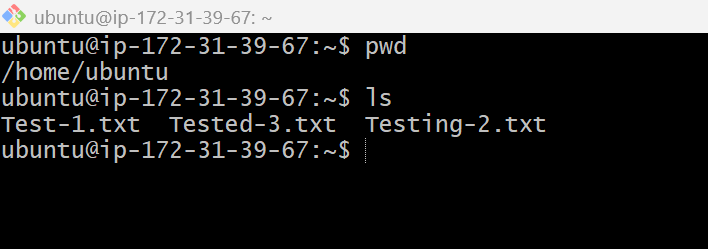 ubuntu@ip-172-31-39-67: ~
ubuntu@ip-172-31-39-67:~$ pwd
/home/ubuntu
ubuntu@ip-172-31-39-67:~$ ls
Test-1.txt  Tested-3.txt  Testing-2.txt
ubuntu@ip-172-31-39-67:~$